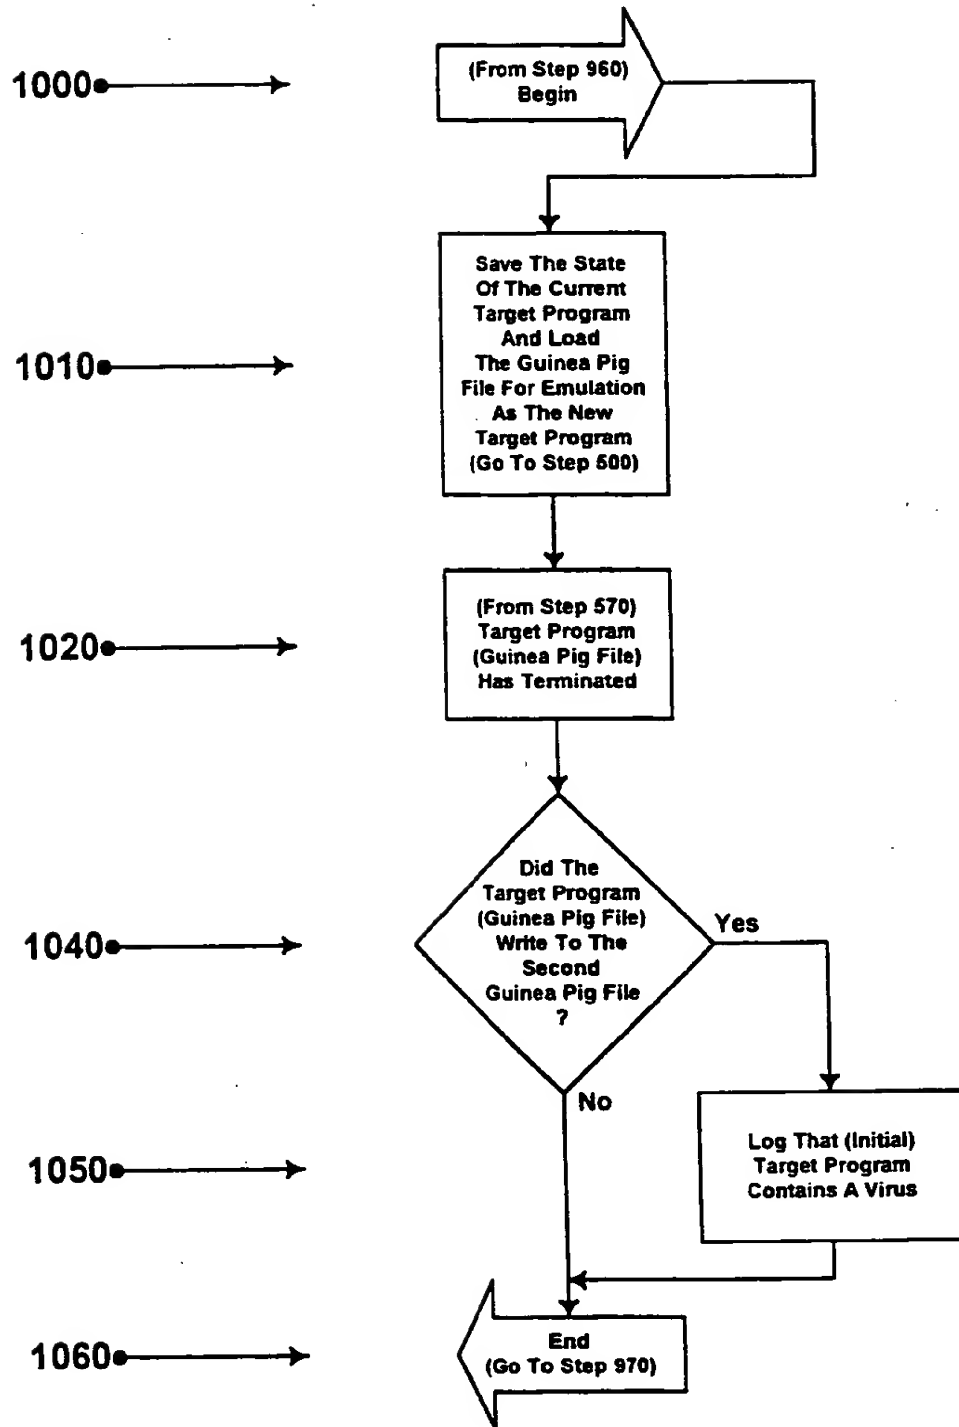 1000
(From Step 960)
Begin
1010
Save The State
Of The Current
Target Program
And Load
The Guinea Pig
File For Emulation
As The New
Target Program
(Go To Step 500)
1020
(From Step 570)
Target Program
(Guinea Pig File)
Has Terminated
1040
Did The
Target Program
(Guinea Pig File)
Write To The
Second
Guinea Pig File
?
Yes
No
1050
Log That (Initial)
Target Program
Contains A Virus
1060
End
(Go To Step 970)